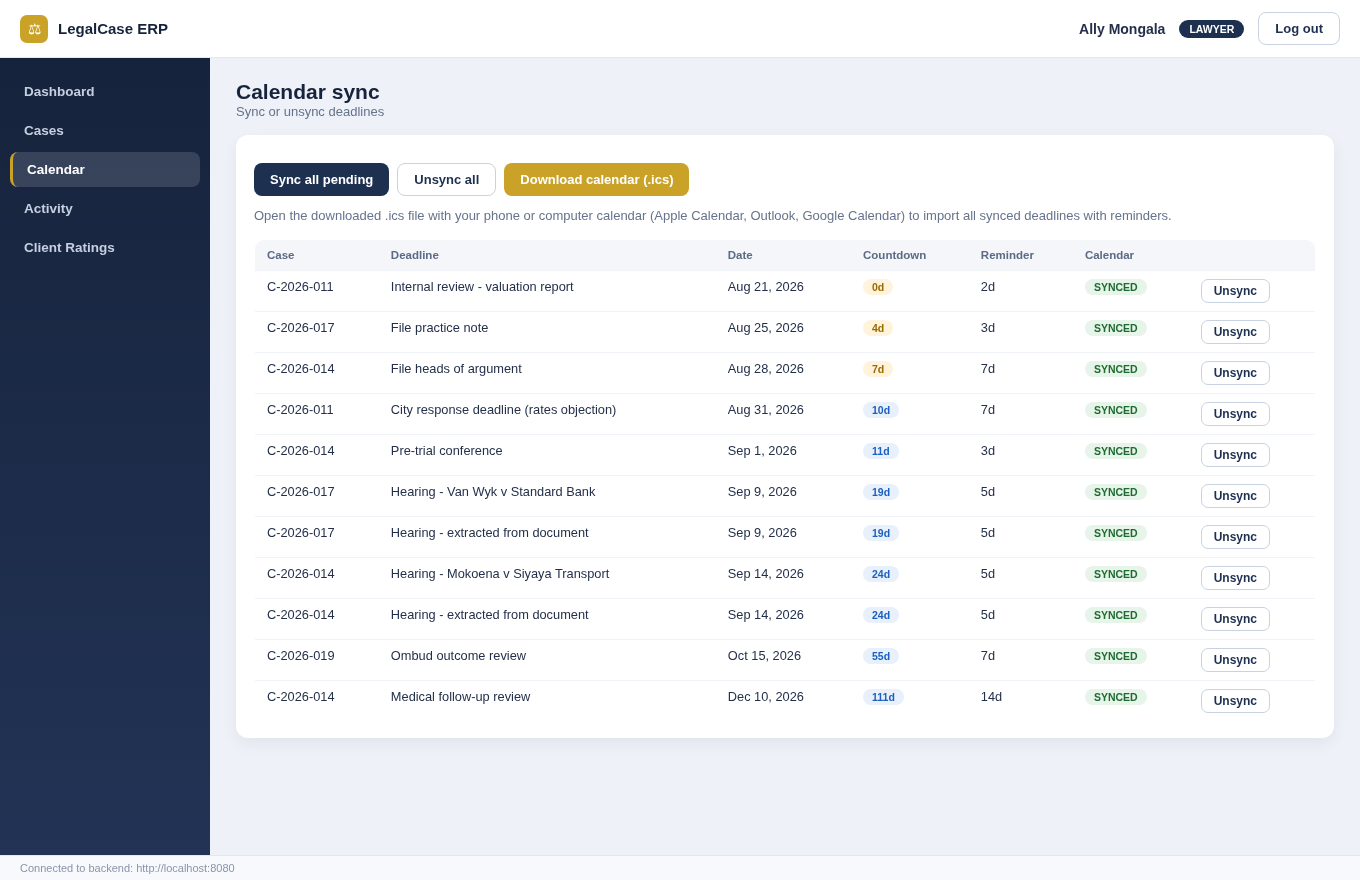 LegalCase ERP
Ally Mongala LAWYER Log out
Dashboard
Cases
Calendar
Activity
Client Ratings
Calendar sync
Sync or unsync deadlines
Sync all pending Unsync all Download calendar (.ics)
Open the downloaded .ics file with your phone or computer calendar (Apple Calendar, Outlook, Google Calendar) to import all synced deadlines with reminders.
Case Deadline Date Countdown Reminder Calendar
C-2026-011 Internal review - valuation report Aug 21, 2026 0d 2d SYNCED Unsync
C-2026-017 File practice note Aug 25, 2026 4d 3d SYNCED Unsync
C-2026-014 File heads of argument Aug 28, 2026 7d 7d SYNCED Unsync
C-2026-011 City response deadline (rates objection) Aug 31, 2026 10d 7d SYNCED Unsync
C-2026-014 Pre-trial conference Sep 1, 2026 11d 3d SYNCED Unsync
C-2026-017 Hearing - Van Wyk v Standard Bank Sep 9, 2026 19d 5d SYNCED Unsync
C-2026-017 Hearing - extracted from document Sep 9, 2026 19d 5d SYNCED Unsync
C-2026-014 Hearing - Mokoena v Siyaya Transport Sep 14, 2026 24d 5d SYNCED Unsync
C-2026-014 Hearing - extracted from document Sep 14, 2026 24d 5d SYNCED Unsync
C-2026-019 Ombud outcome review Oct 15, 2026 55d 7d SYNCED Unsync
C-2026-014 Medical follow-up review Dec 10, 2026 111d 14d SYNCED Unsync
Connected to backend: http://localhost:8080